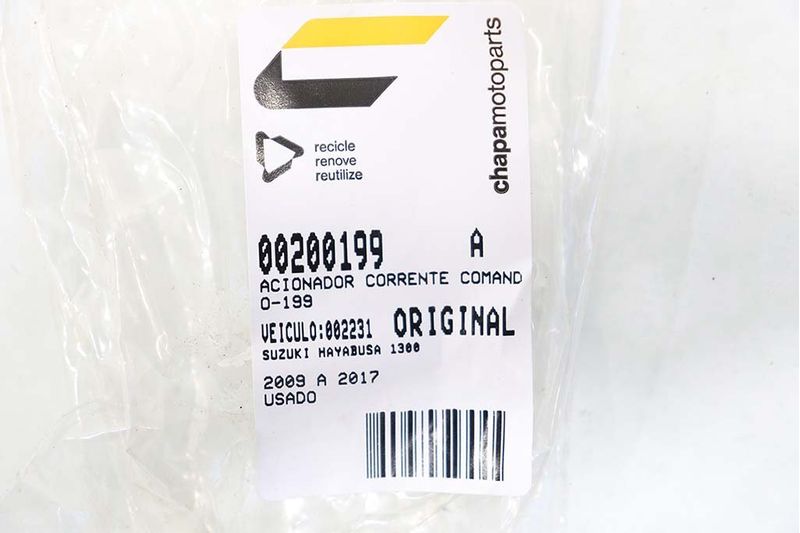 chapamotoparts
recicle
renove
reutilize
00200199 A
ACIONADOR CORRENTE COMAND
O-199
VEICULO:002231 ORIGINAL
SUZUKI HAYABUSA 1300
2009 A 2017
USADO